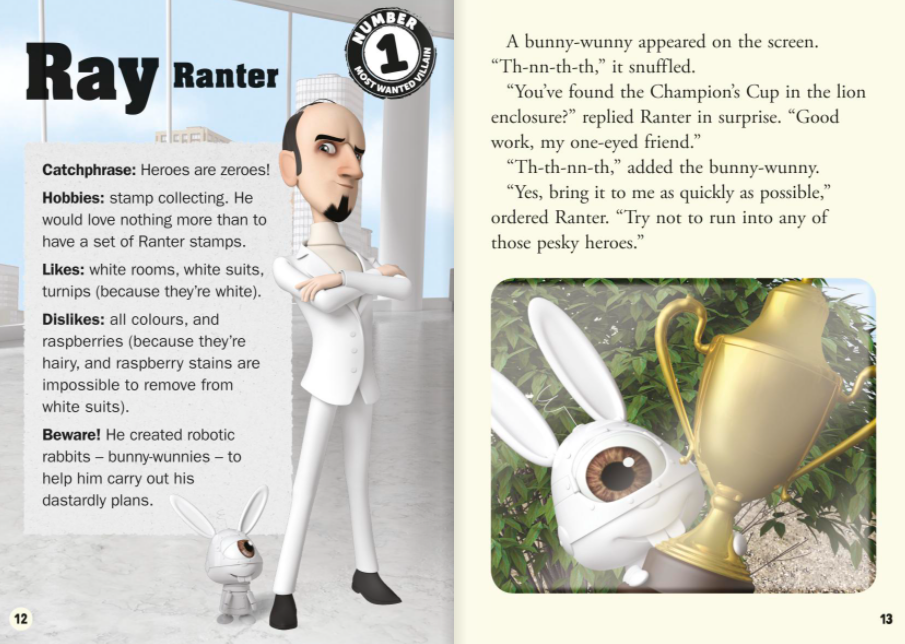 Ray Ranter
NUMBER
1
MOST WANTED VILLAIN
Catchphrase: Heroes are zeroes!
Hobbies: stamp collecting. He
would love nothing more than to
have a set of Ranter stamps.
Likes: white rooms, white suits,
turnips (because they’re white).
Dislikes: all colours, and
raspberries (because they’re
hairy, and raspberry stains are
impossible to remove from
white suits).
Beware! He created robotic
rabbits – bunny-wunnies – to
help him carry out his
dastardly plans.
12
A bunny-wunny appeared on the screen.
“Th-nn-th-th,” it snuffled.
“You’ve found the Champion’s Cup in the lion
enclosure?” replied Ranter in surprise. “Good
work, my one-eyed friend.”
“Th-th-nn-th,” added the bunny-wunny.
“Yes, bring it to me as quickly as possible,”
ordered Ranter. “Try not to run into any of
those pesky heroes.”
13